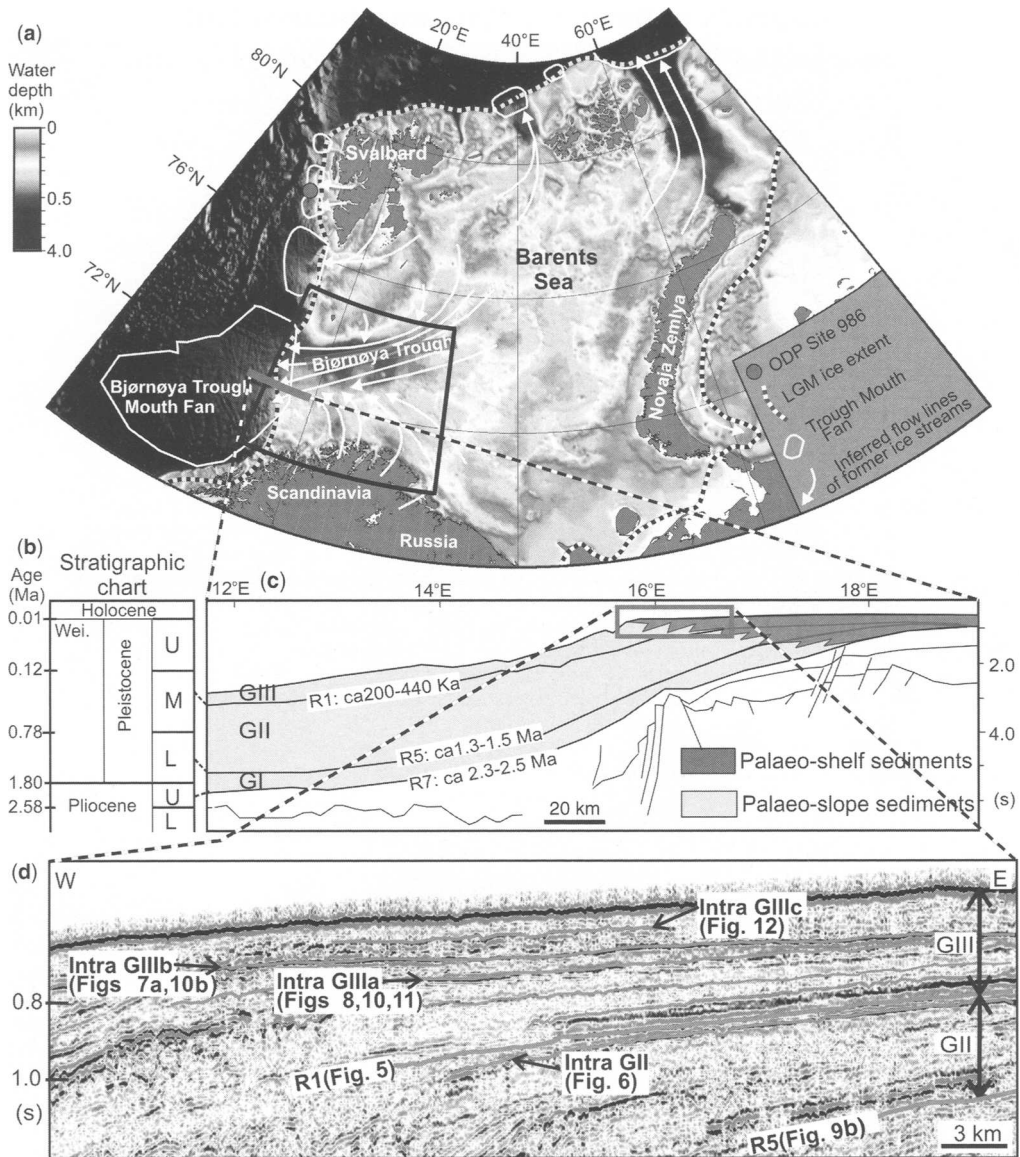 (a)
20°E
40°E
60°E
80°N
76°N
72°N
Water
depth
(km)
0
0.5
4.0
Svalbard
Barents
Sea
Novaja Zemlya
Bjørnøya Trough
Bjørnøya Trough
Mouth Fan
Scandinavia
Russia
ODP Site 986
LGM ice extent
Trough Mouth
Fan
Inferred flow lines
of former ice streams
(b)
Age
(Ma)
Stratigraphic
chart
Holocene
0.01
Wei.
Pleistocene
U
0.12
M
0.78
L
1.80
Pliocene
U
2.58
L
(c)
12°E
14°E
16°E
18°E
GIII
R1: ca200-440 Ka
GII
R5: ca1.3-1.5 Ma
GI
R7: ca 2.3-2.5 Ma
2.0
4.0
(s)
Palaeo-shelf sediments
Palaeo-slope sediments
20 km
(d)
W
E
Intra GIIIc
(Fig. 12)
Intra GIIIb
(Figs 7a,10b)
Intra GIIIa
(Figs 8,10,11)
GIII
0.8
GII
R1(Fig. 5)
Intra GII
(Fig. 6)
1.0
(s)
R5(Fig. 9b)
3 km